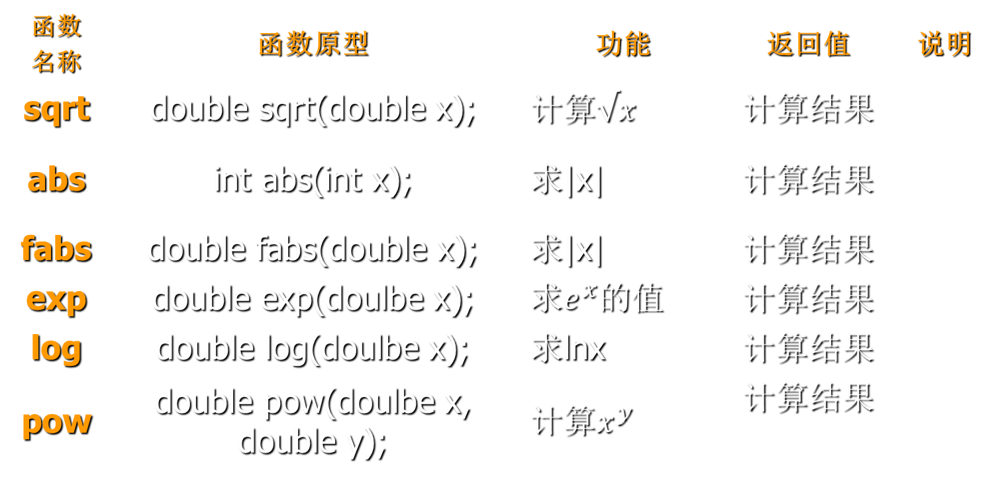 函数
名称
函数原型 功能 返回值 说明
sqrt double sqrt(double x); 计算√x 计算结果
abs int abs(int x); 求|x| 计算结果
fabs double fabs(double x); 求|x| 计算结果
exp double exp(doulbe x); 求eˣ的值 计算结果
log double log(doulbe x); 求lnx 计算结果
pow double pow(doulbe x, 计算xʸ 计算结果
double y);